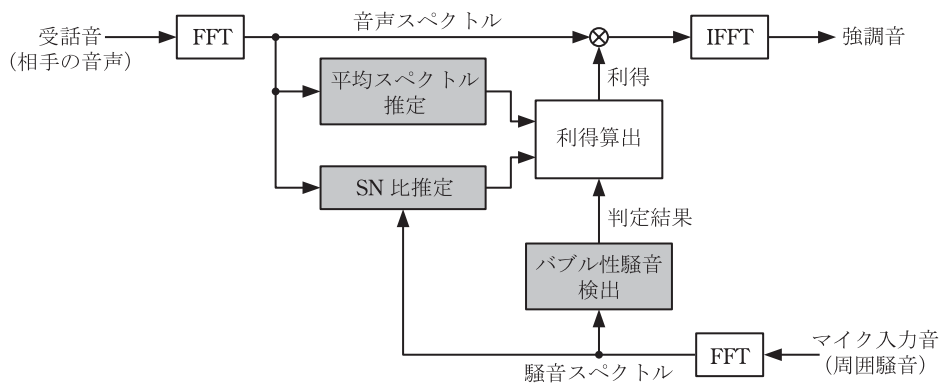 受話音
(相手の音声)
FFT
音声スペクトル
IFFT
強調音
平均スペクトル
推定
利得
利得算出
SN 比推定
判定結果
バブル性騒音
検出
マイク入力音
(周囲騒音)
FFT
騒音スペクトル